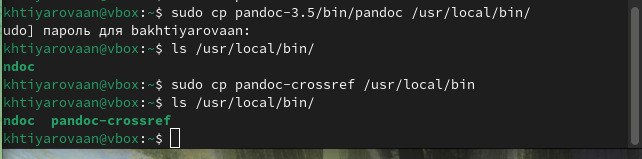 khtiyarovaan@vbox:~$ sudo cp pandoc-3.5/bin/pandoc /usr/local/bin/
udo] пароль для bakhtiyarovaan:
khtiyarovaan@vbox:~$ ls /usr/local/bin/
ndoc
khtiyarovaan@vbox:~$ sudo cp pandoc-crossref /usr/local/bin
khtiyarovaan@vbox:~$ ls /usr/local/bin/
ndoc  pandoc-crossref
khtiyarovaan@vbox:~$